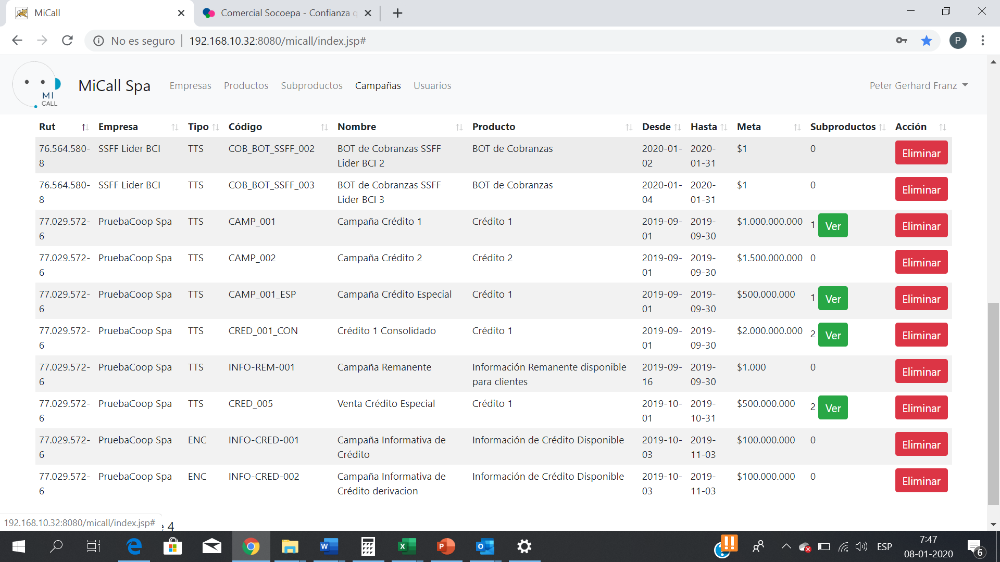 MiCall
Comercial Socoepa - Confianza q
No es seguro
192.168.10.32:8080/micall/index.jsp#
P
MI
CALL
MiCall Spa
Empresas
Productos
Subproductos
Campañas
Usuarios
Peter Gerhard Franz
Rut Empresa Tipo Código Nombre Producto Desde Hasta Meta Subproductos Acción
76.564.580- SSFF Lider BCI TTS COB_BOT_SSFF_002 BOT de Cobranzas SSFF BOT de Cobranzas 2020-01- 2020- $1 0 Eliminar
8 Lider BCI 2 02 01-31
76.564.580- SSFF Lider BCI TTS COB_BOT_SSFF_003 BOT de Cobranzas SSFF BOT de Cobranzas 2020-01- 2020- $1 0 Eliminar
8 Lider BCI 3 04 01-31
77.029.572- PruebaCoop Spa TTS CAMP_001 Campaña Crédito 1 Crédito 1 2019-09- 2019- $1.000.000.000 1 Ver Eliminar
6 01 09-30
77.029.572- PruebaCoop Spa TTS CAMP_002 Campaña Crédito 2 Crédito 2 2019-09- 2019- $1.500.000.000 0 Eliminar
6 01 09-30
77.029.572- PruebaCoop Spa TTS CAMP_001_ESP Campaña Crédito Especial Crédito 1 2019-09- 2019- $500.000.000 1 Ver Eliminar
6 01 09-30
77.029.572- PruebaCoop Spa TTS CRED_001_CON Crédito 1 Consolidado Crédito 1 2019-09- 2019- $2.000.000.000 2 Ver Eliminar
6 01 09-30
77.029.572- PruebaCoop Spa TTS INFO-REM-001 Campaña Remanente Información Remanente disponible 2019-09- 2019- $1.000 0 Eliminar
6 para clientes 16 09-30
77.029.572- PruebaCoop Spa TTS CRED_005 Venta Crédito Especial Crédito 1 2019-10- 2019- $500.000.000 2 Ver Eliminar
6 01 10-31
77.029.572- PruebaCoop Spa ENC INFO-CRED-001 Campaña Informativa de Información de Crédito Disponible 2019-10- 2019- $100.000.000 0 Eliminar
6 Crédito 03 11-03
77.029.572- PruebaCoop Spa ENC INFO-CRED-002 Campaña Informativa de Información de Crédito Disponible 2019-10- 2019- $100.000.000 0 Eliminar
6 Crédito derivacion 03 11-03
192.168.10.32:8080/micall/index.jsp#
e 4
ESP
7:47
08-01-2020
6